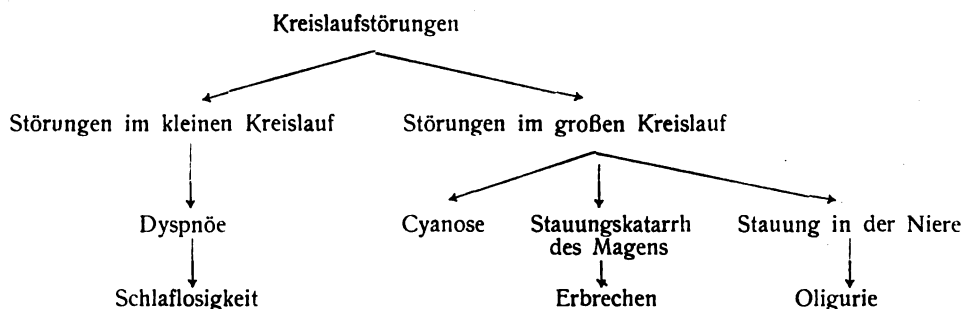 Kreislaufstörungen
Störungen im kleinen Kreislauf Störungen im großen Kreislauf
Dyspnöe Cyanose Stauungskatarrh Stauung in der Niere
des Magens
Schlaflosigkeit Erbrechen Oligurie